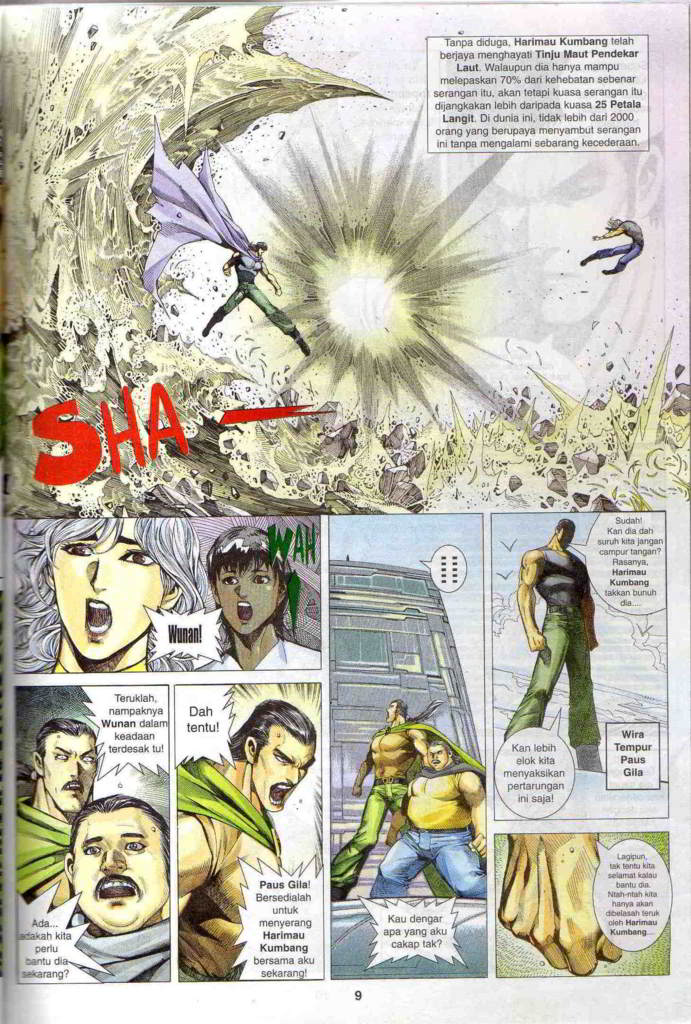 Tanpa diduga, Harimau Kumbang telah
berjaya menghayati Tinju Maut Pendekar
Laut. Walaupun dia hanya mampu
melepaskan 70% dari kehebatan sebenar
serangan itu, akan tetapi kuasa serangan itu
dijangkakan lebih daripada kuasa 25 Petala
Langit. Di dunia ini, tidak lebih dari 2000
orang yang berupaya menyambut serangan
ini tanpa mengalami sebarang kecederaan.
SHA
WAH
!
Wunan!
Teruklah,
nampaknya
Wunan dalam
keadaan
terdesak tu!
Ada...
adakah kita
perlu
bantu dia
sekarang?
Dah
tentu!
Paus Gila!
Bersedialah
untuk
menyerang
Harimau
Kumbang
bersama aku
sekarang!
Kau dengar
apa yang aku
cakap tak?
Sudah!
Kan dia dah
suruh kita jangan
campur tangan?
Rasanya,
Harimau
Kumbang
takkan bunuh
dia....
Kan lebih
elok kita
menyaksikan
pertarungan
ini saja!
Wira
Tempur
Paus
Gila
Lagipun,
tak tentu kita
selamat kalau
bantu dia.
Ntah-ntah kita
hanya akan
dibelasah teruk
oleh Harimau
Kumbang....
9